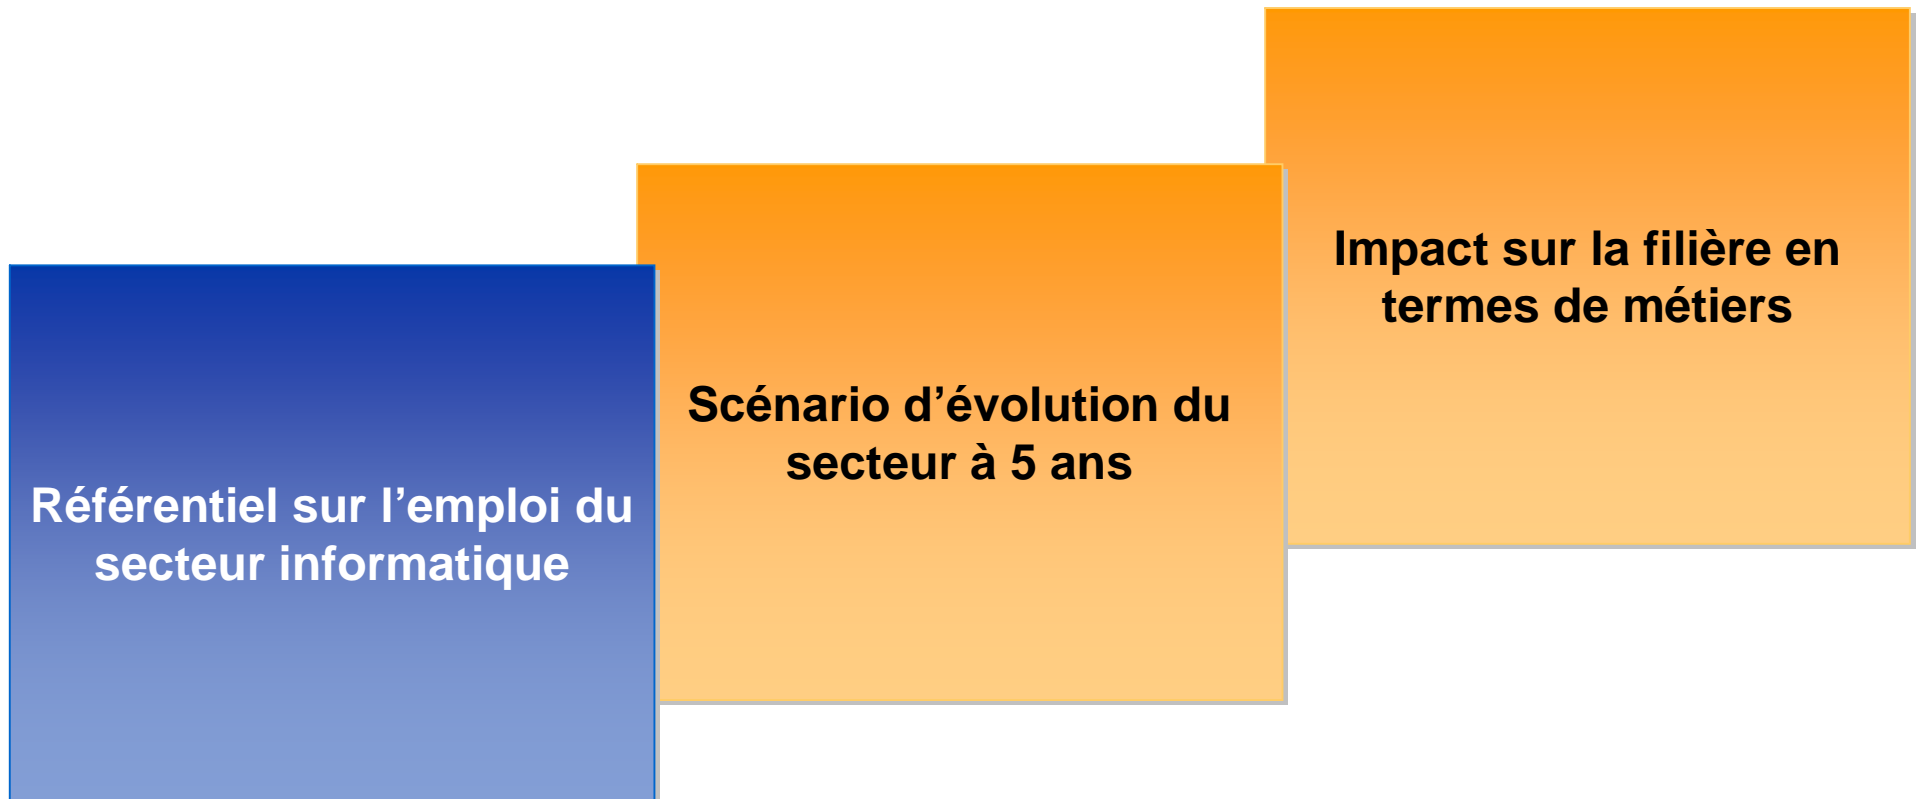 Référentiel sur l’emploi du
secteur informatique
Scénario d’évolution du
secteur à 5 ans
Impact sur la filière en
termes de métiers